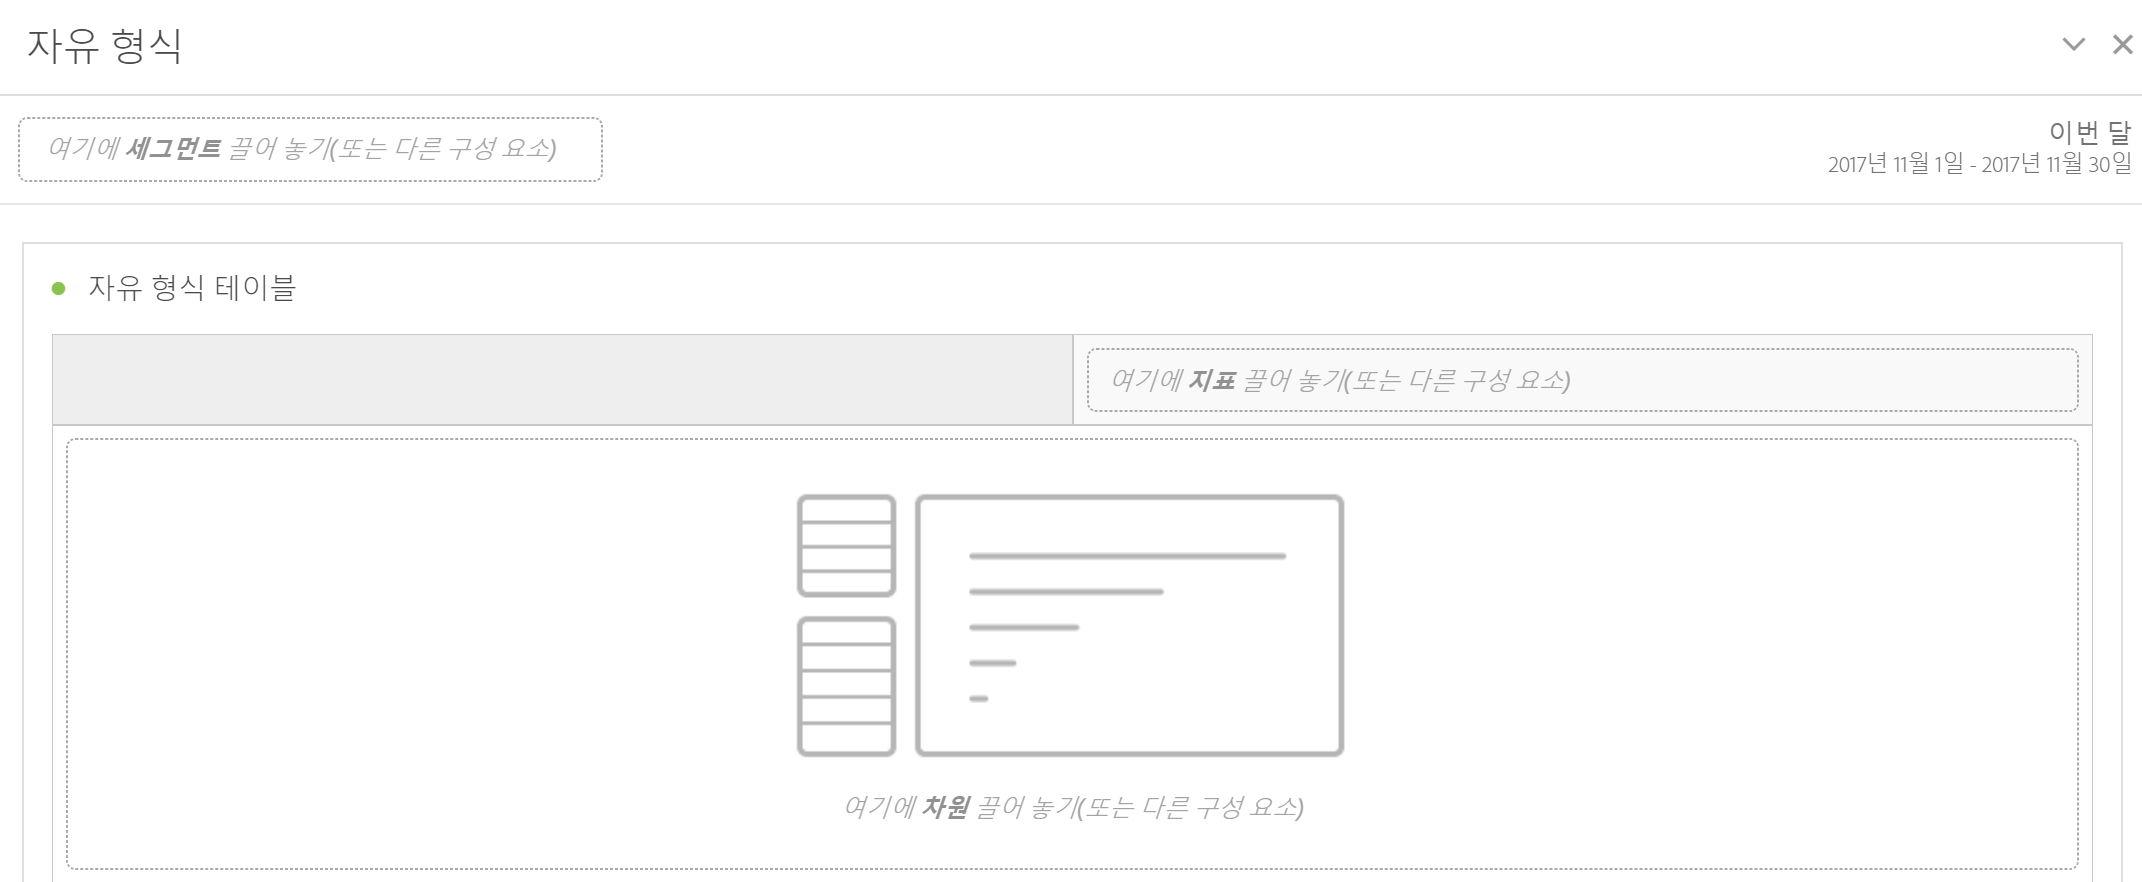 자유 형식
여기에 세그먼트 끌어 놓기(또는 다른 구성 요소)
이번 달
2017년 11월 1일 - 2017년 11월 30일
자유 형식 테이블
여기에 지표 끌어 놓기(또는 다른 구성 요소)
여기에 차원 끌어 놓기(또는 다른 구성 요소)